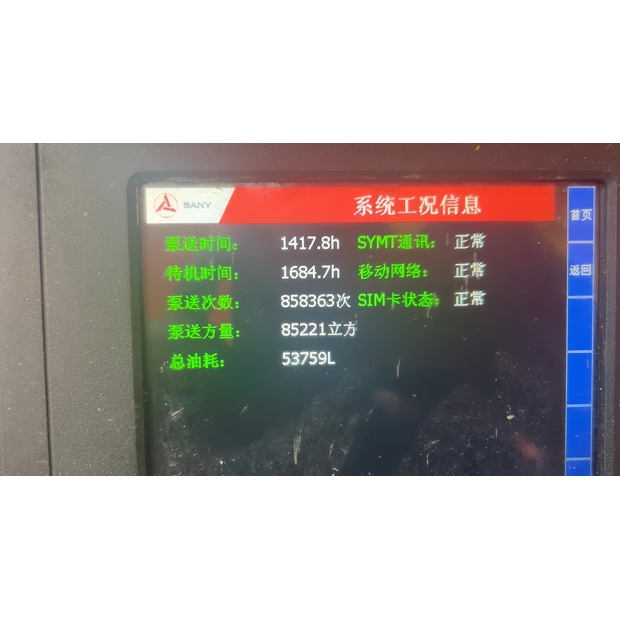 SANY 系统工况信息 首页
泵送时间： 1417.8h SYMT通讯： 正常
待机时间： 1684.7h 移动网络： 正常 返回
泵送次数： 858363次 SIM卡状态： 正常
泵送方量： 85221立方
总油耗： 53759L